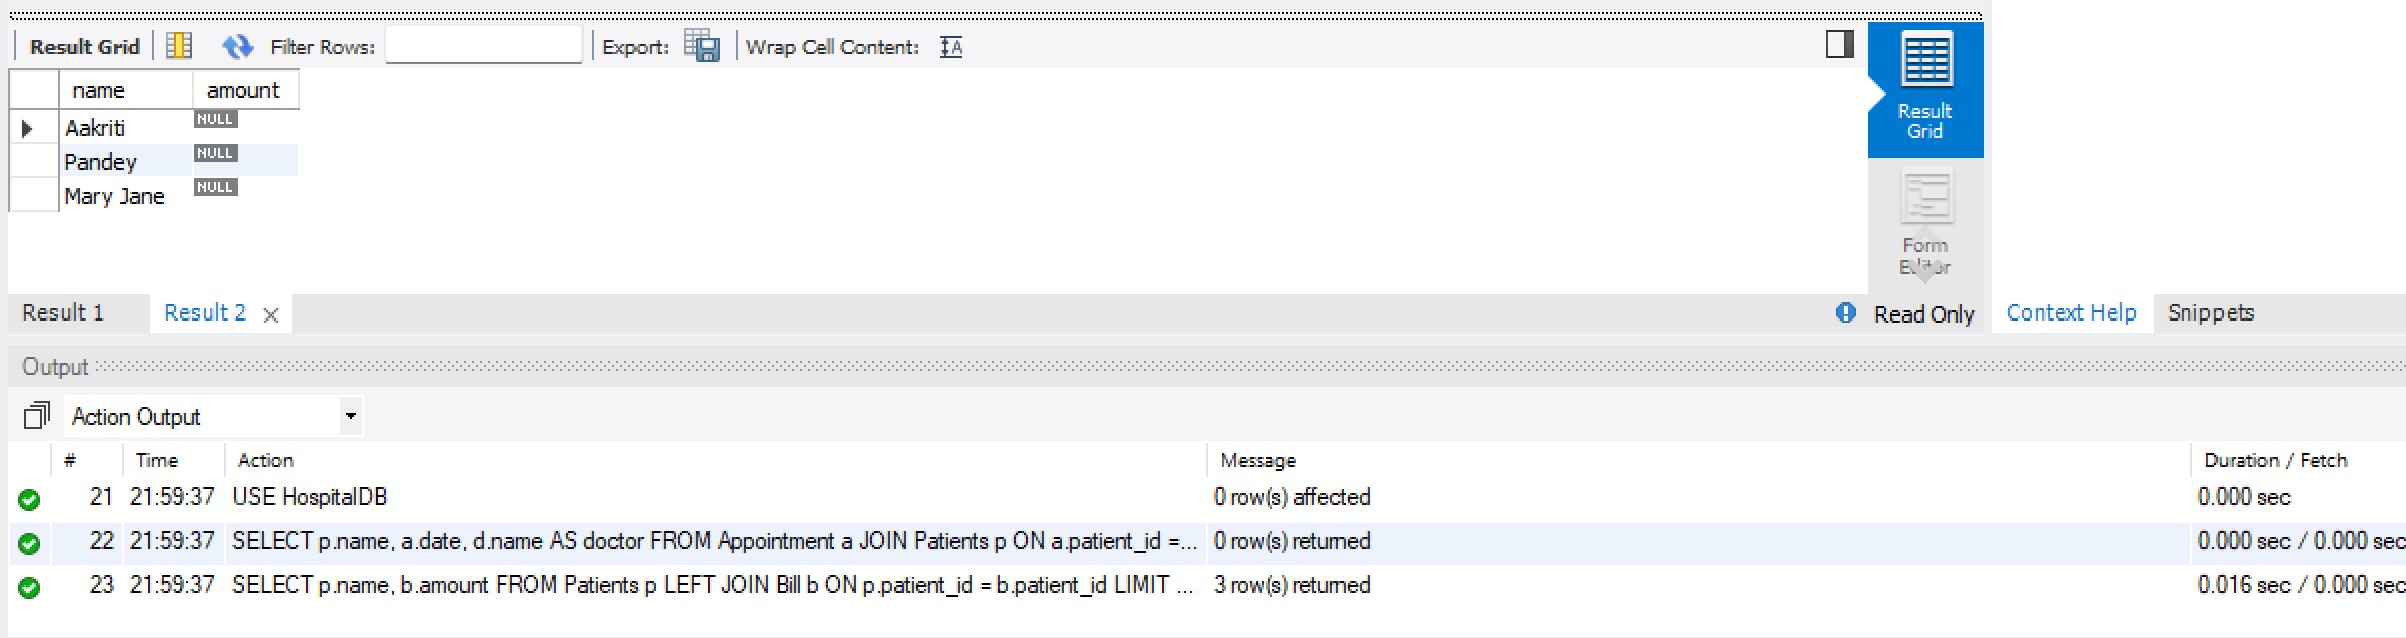 Result Grid Filter Rows: Export: Wrap Cell Content: A
name amount
Aakriti NULL
Pandey NULL
Mary Jane NULL
Result
Grid
Form
Editor
Result 1 Result 2 Read Only Context Help Snippets
Output
Action Output
# Time Action Message Duration / Fetch
21 21:59:37 USE HospitalDB 0 row(s) affected 0.000 sec
22 21:59:37 SELECT p.name, a.date, d.name AS doctor FROM Appointment a JOIN Patients p ON a.patient_id =... 0 row(s) returned 0.000 sec / 0.000 sec
23 21:59:37 SELECT p.name, b.amount FROM Patients p LEFT JOIN Bill b ON p.patient_id = b.patient_id LIMIT ... 3 row(s) returned 0.016 sec / 0.000 sec